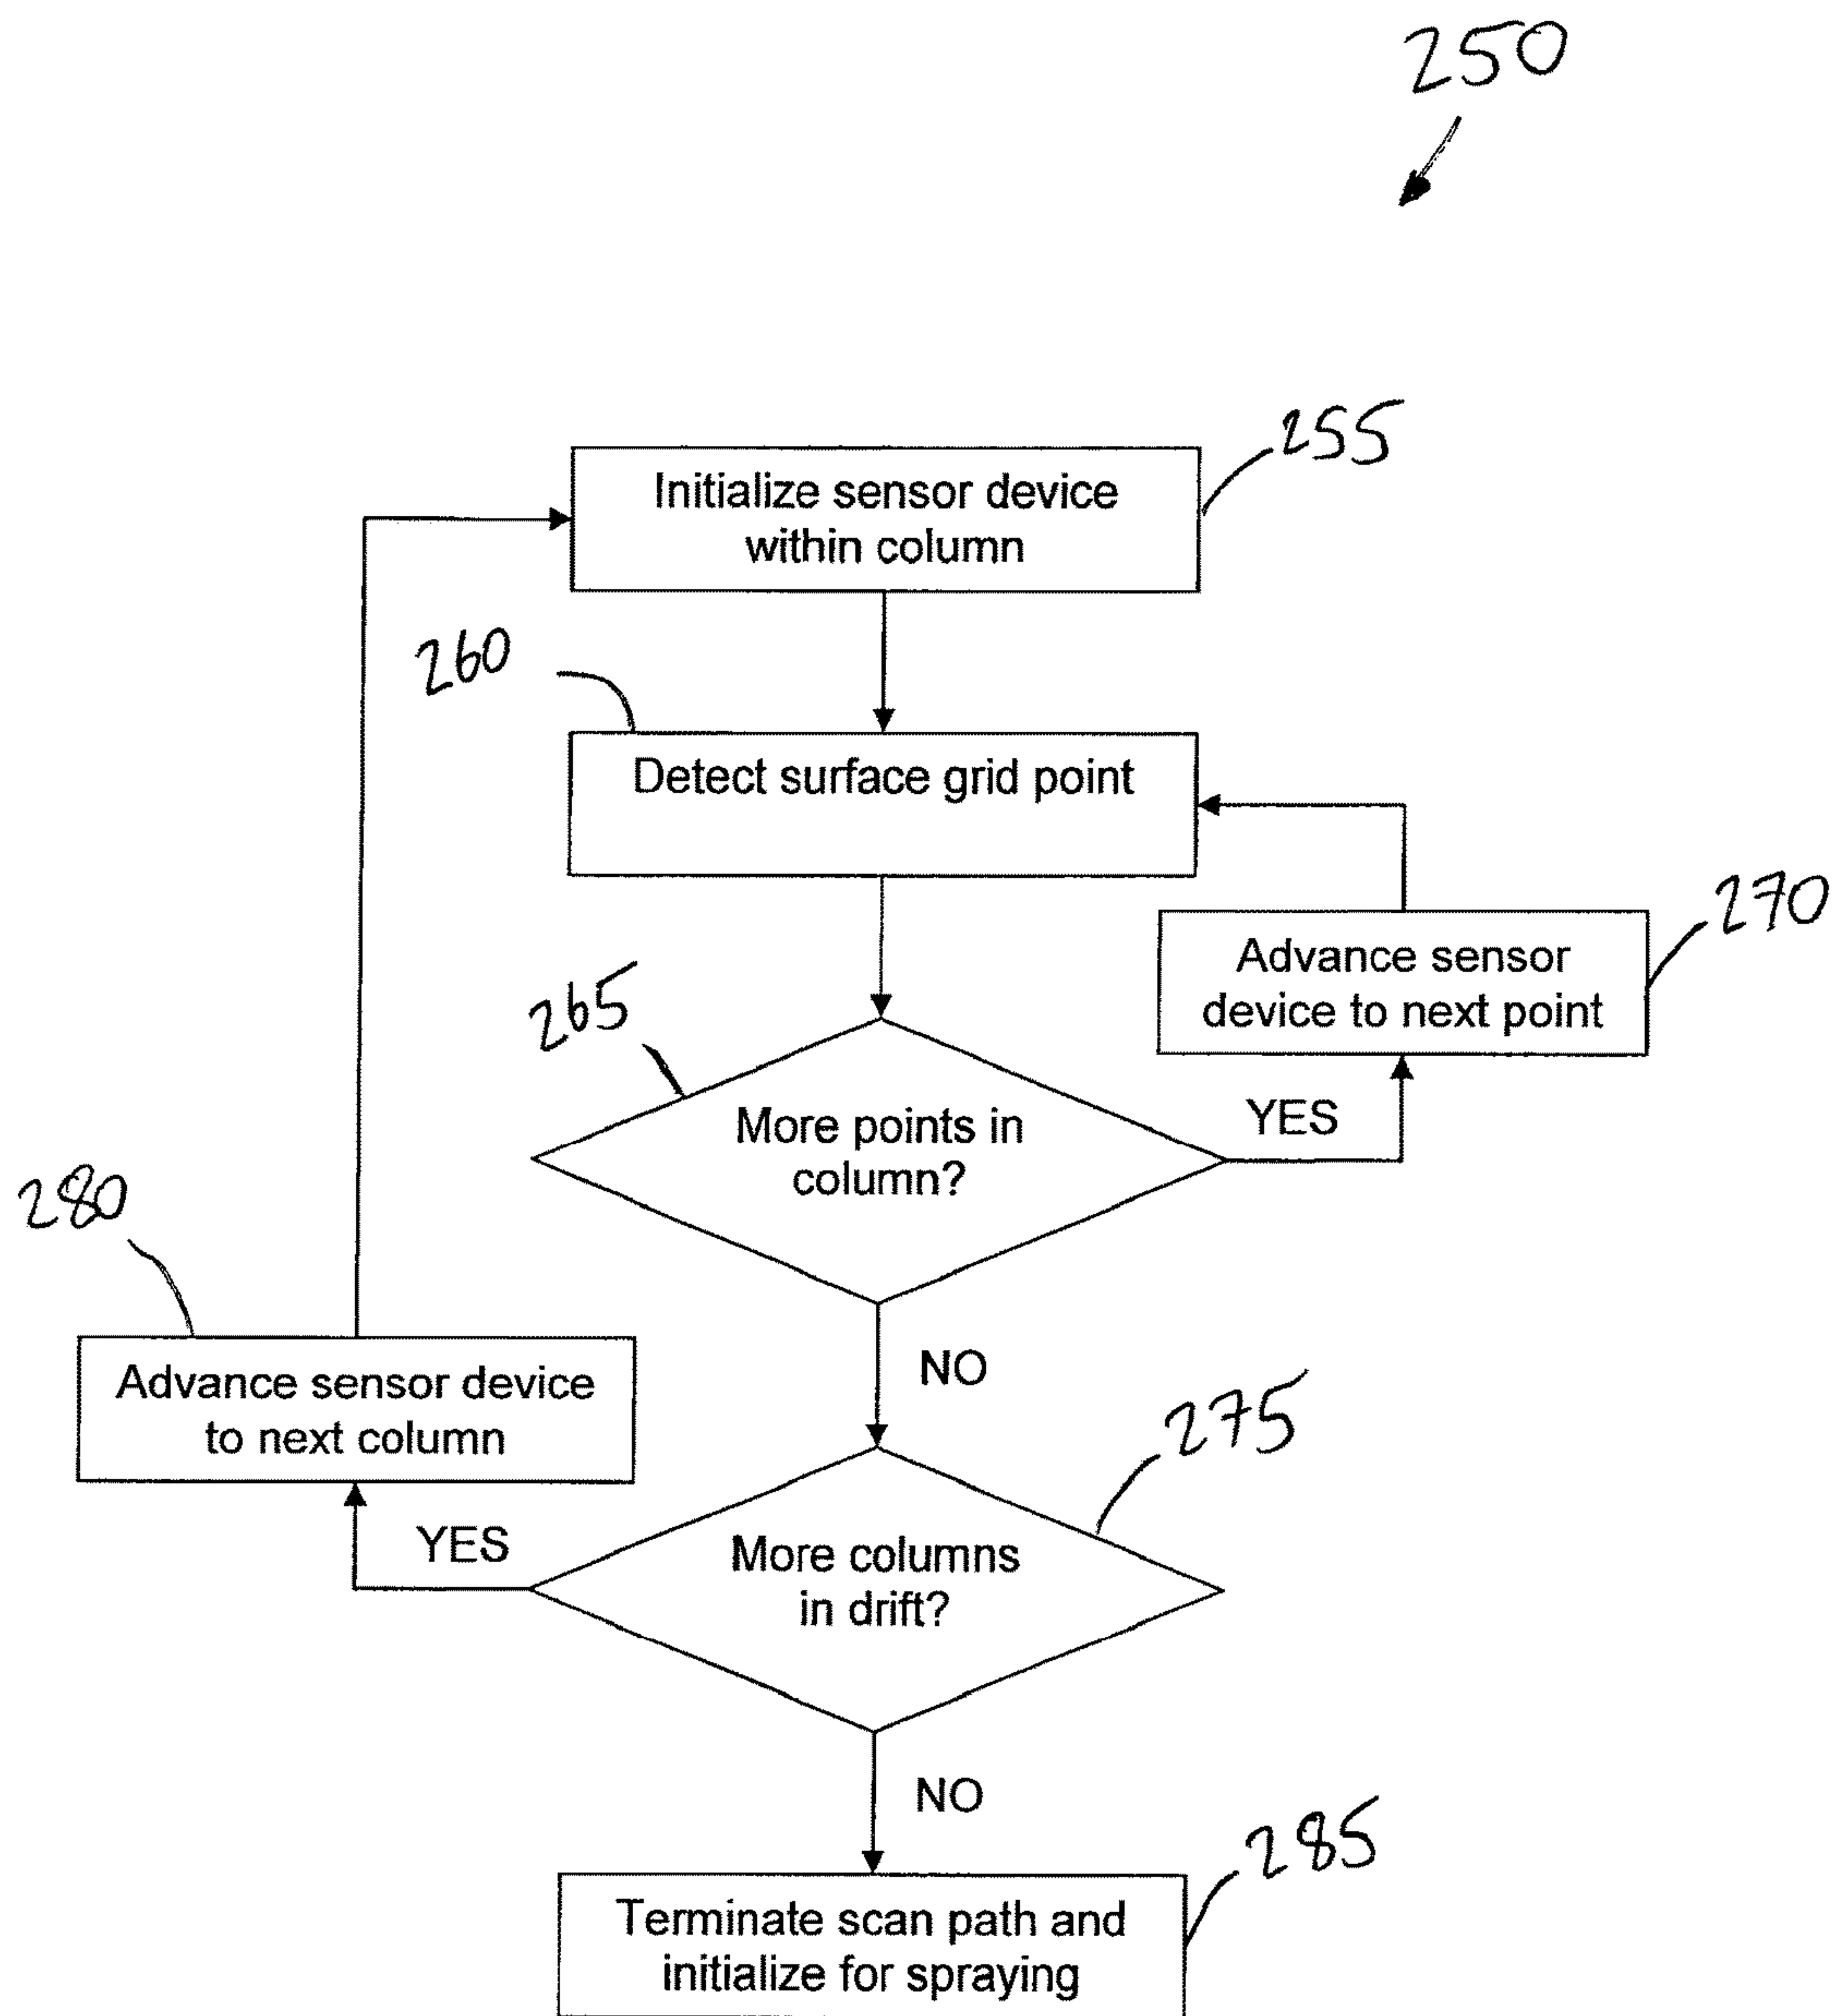 250
255
Initialize sensor device
within column
260
Detect surface grid point
270
Advance sensor
device to next point
265
More points in
column?
YES
280
Advance sensor device
to next column
NO
275
YES
More columns
in drift?
NO
285
Terminate scan path and
initialize for spraying